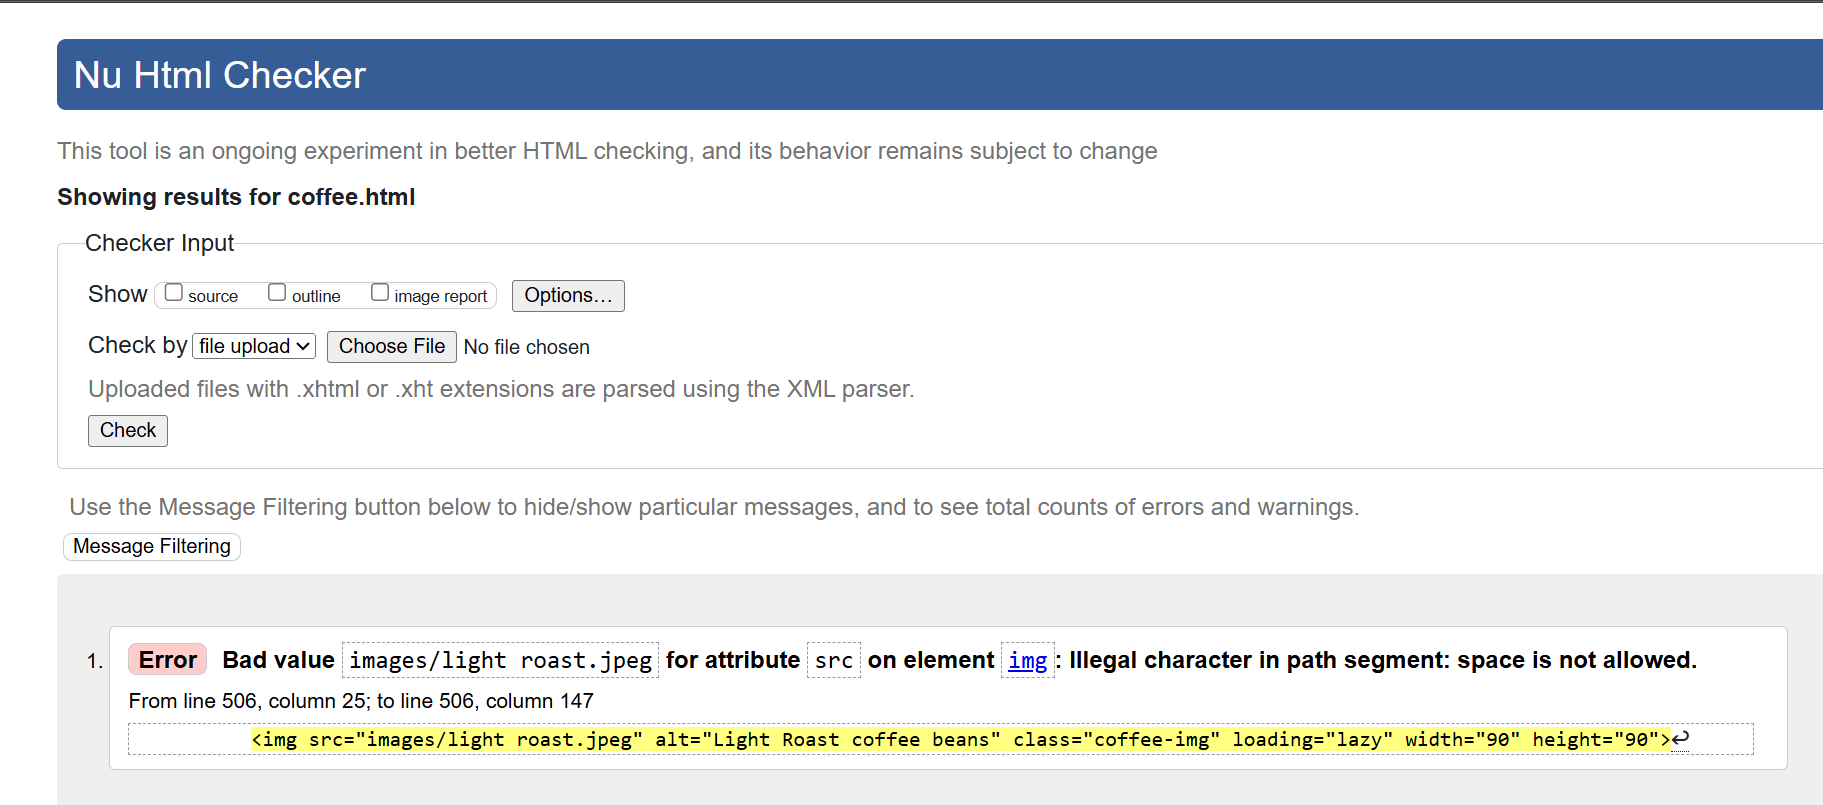 Nu Html Checker
This tool is an ongoing experiment in better HTML checking, and its behavior remains subject to change
Showing results for coffee.html
Checker Input
Show source outline image report Options...
Check by file upload Choose File No file chosen
Uploaded files with .xhtml or .xht extensions are parsed using the XML parser.
Check
Use the Message Filtering button below to hide/show particular messages, and to see total counts of errors and warnings.
Message Filtering
1. Error Bad value images/light roast.jpeg for attribute src on element img: Illegal character in path segment: space is not allowed.
From line 506, column 25; to line 506, column 147
<img src="images/light roast.jpeg" alt="Light Roast coffee beans" class="coffee-img" loading="lazy" width="90" height="90">↩